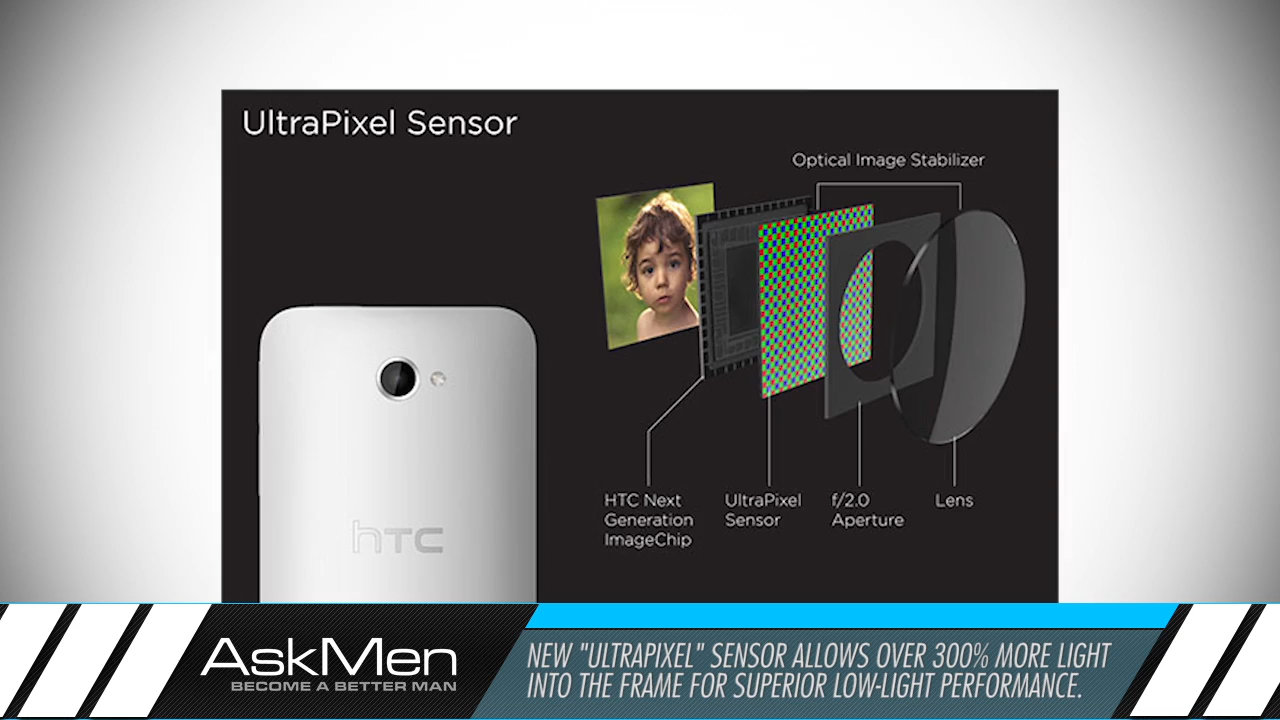 UltraPixel Sensor
Optical Image Stabilizer
HTC Next
Generation
ImageChip
UltraPixel
Sensor
f/2.0
Aperture
Lens
hTC
AskMen
BECOME A BETTER MAN
NEW "ULTRAPIXEL" SENSOR ALLOWS OVER 300% MORE LIGHT
INTO THE FRAME FOR SUPERIOR LOW-LIGHT PERFORMANCE.